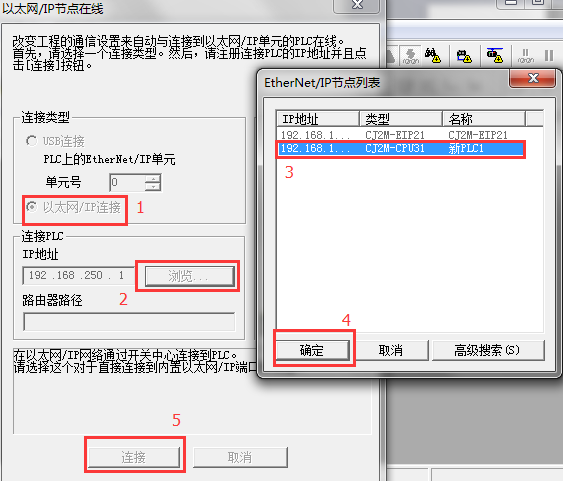 以太网/IP节点在线
改变工程的通信设置来自动与连接到以太网/IP单元的PLC在线。
首先，请选择一个连接类型。然后，请注册连接PLC的IP地址并且点
击[连接]按钮。
连接类型
USB连接
PLC上的EtherNet/IP单元
单元号
0
以太网/IP连接
1
连接PLC
IP地址
192 .168 .250 . 1
浏览...
2
路由器路径
在以太网/IP网络通过开关中心连接到PLC。
请选择这个对于直接连接到内置以太网/IP端口
5
连接
取消
EtherNet/IP节点列表
IP地址 类型 名称
192.168.1... CJ2M-EIP21 CJ2M-EIP21
192.168.1... CJ2M-CPU31 新PLC1
3
4
确定
取消
高级搜索(S)